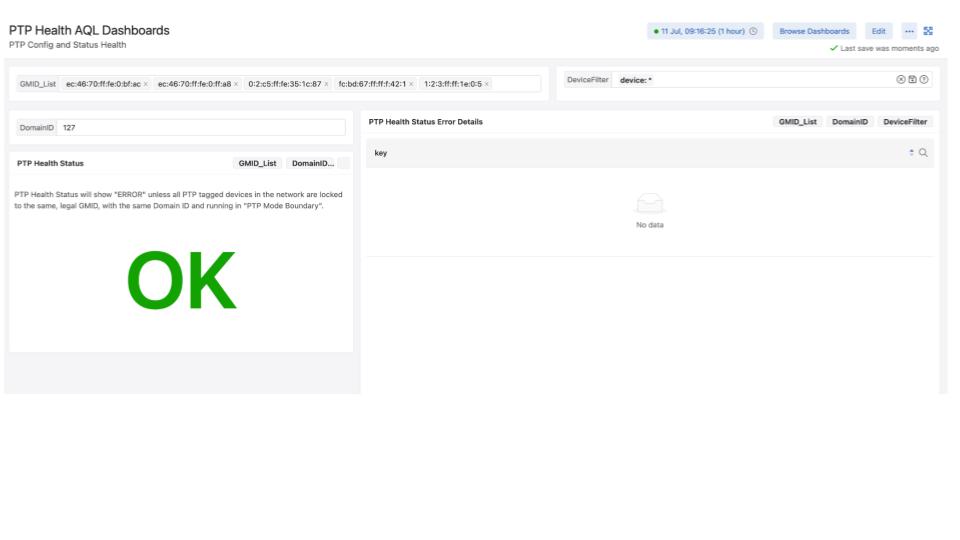 PTP Health AQL Dashboards
PTP Config and Status Health
11 Jul, 09:16:25 (1 hour)
Browse Dashboards
Edit
Last save was moments ago
GMID_List ec:46:70:ff:fe:0:bf:ac × ec:46:70:ff:fe:0:ff:a8 × 0:2:c5:ff:fe:35:1c:87 × fc:bd:67:ff:ff:f:42:1 × 1:2:3:ff:ff:1e:0:5 ×
DeviceFilter device: *
DomainID 127
PTP Health Status GMID_List DomainID...
PTP Health Status will show "ERROR" unless all PTP tagged devices in the network are locked
to the same, legal GMID, with the same Domain ID and running in "PTP Mode Boundary".
OK
PTP Health Status Error Details GMID_List DomainID DeviceFilter
key
No data